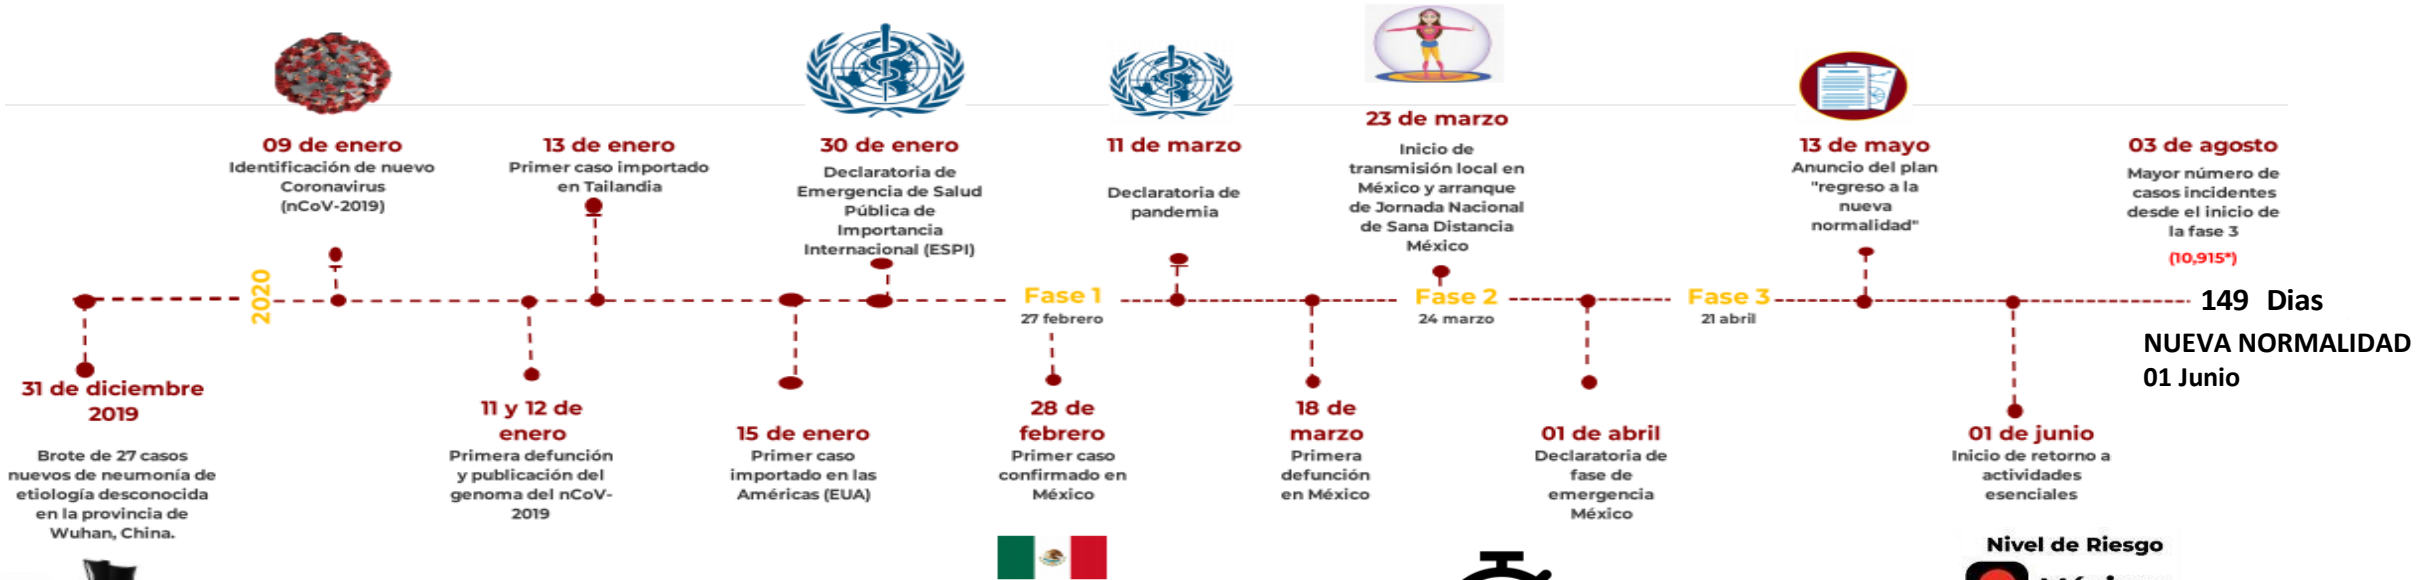 09 de enero
Identificación de nuevo
Coronavirus
(nCoV-2019)
13 de enero
Primer caso importado
en Tailandia
30 de enero
Declaratoria de
Emergencia de Salud
Pública de
Importancia
Internacional (ESPI)
11 de marzo
Declaratoria de
pandemia
23 de marzo
Inicio de
transmisión local en
México y arranque
de Jornada Nacional
de Sana Distancia
México
13 de mayo
Anuncio del plan
"regreso a la
nueva
normalidad"
03 de agosto
Mayor número de
casos incidentes
desde el inicio de
la fase 3
(10,915*)
2020
Fase 1
27 febrero
Fase 2
24 marzo
Fase 3
21 abril
149 Dias
NUEVA NORMALIDAD
01 Junio
31 de diciembre
2019
Brote de 27 casos
nuevos de neumonía de
etiología desconocida
en la provincia de
Wuhan, China.
11 y 12 de
enero
Primera defunción
y publicación del
genoma del nCoV-
2019
15 de enero
Primer caso
importado en las
Américas (EUA)
28 de
febrero
Primer caso
confirmado en
México
18 de
marzo
Primera
defunción
en México
01 de abril
Declaratoria de
fase de
emergencia
México
01 de junio
Inicio de retorno a
actividades
esenciales
Nivel de Riesgo